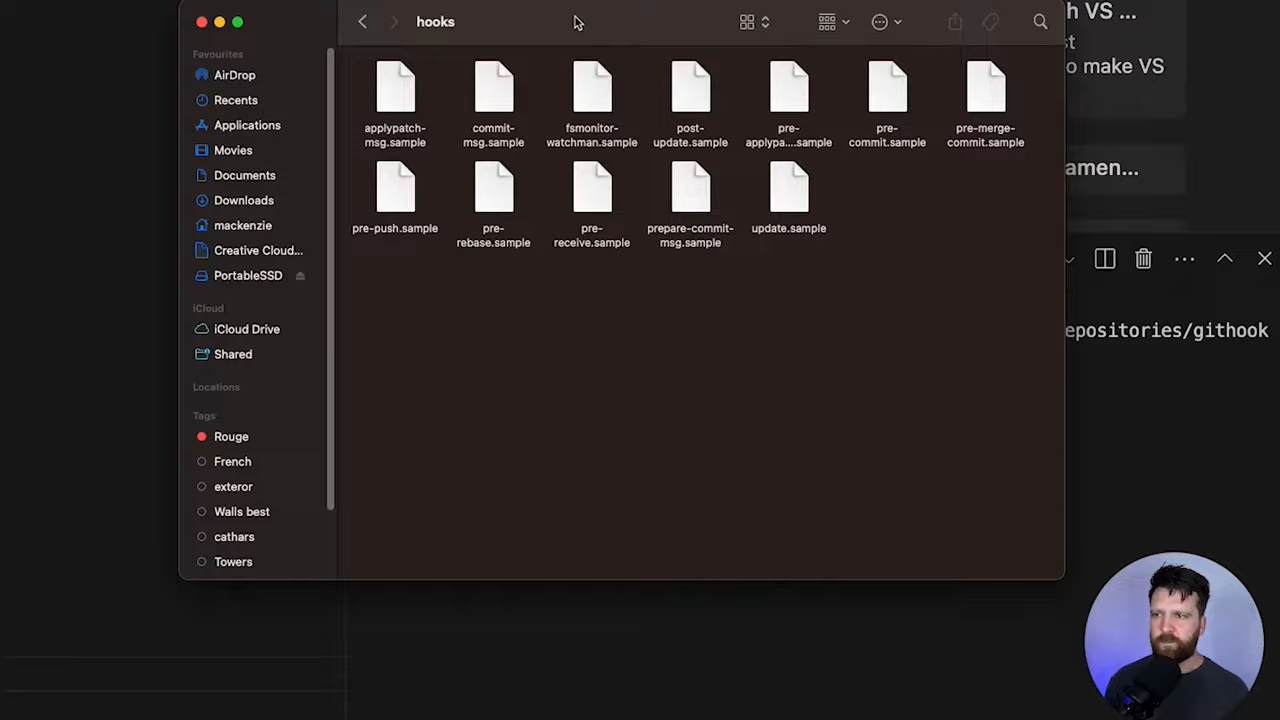 hooks
Favourites
AirDrop
Recents
Applications
Movies
Documents
Downloads
mackenzie
Creative Cloud...
PortableSSD
iCloud
iCloud Drive
Shared
Locations
Tags
Rouge
French
exteror
Walls best
cathars
Towers
applypatch-
msg.sample
commit-
msg.sample
fsmonitor-
watchman.sample
post-
update.sample
pre-
applypa....sample
pre-
commit.sample
pre-merge-
commit.sample
pre-push.sample
pre-
rebase.sample
pre-
receive.sample
prepare-commit-
msg.sample
update.sample
h VS ...
st
o make VS
amen...
epositories/githook